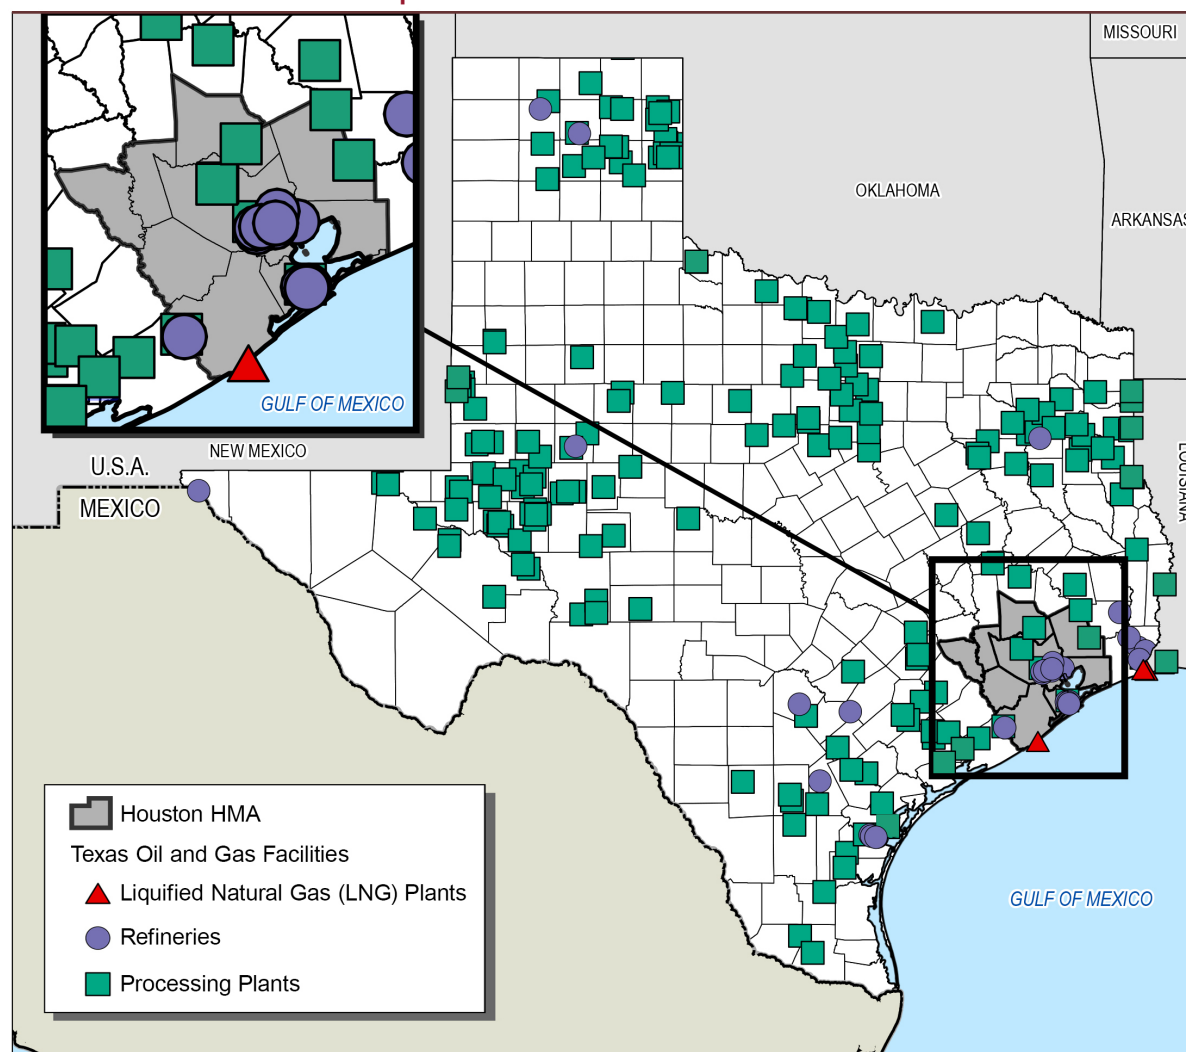 MISSOURI
OKLAHOMA
ARKANSAS
GULF OF MEXICO
NEW MEXICO
U.S.A.
MEXICO
LOUISIANA
Houston HMA
Texas Oil and Gas Facilities
Liquified Natural Gas (LNG) Plants
Refineries
Processing Plants
GULF OF MEXICO